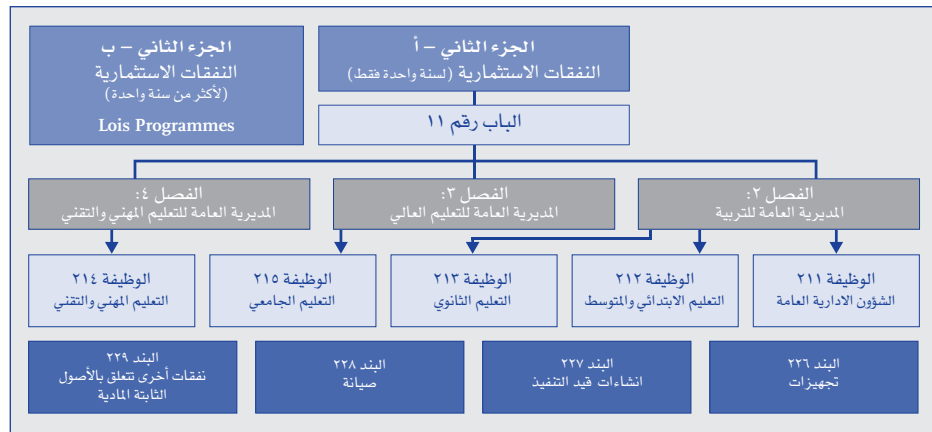 الجزء الثاني – أ
النفقات الاستثمارية (لسنة واحدة فقط)
الجزء الثاني – ب
النفقات الاستثمارية
(لأكثر من سنة واحدة)
Lois Programmes
الباب رقم ١١
الفصل ٢:
المديرية العامة للتربية
الفصل ٣:
المديرية العامة للتعليم العالي
الفصل ٤:
المديرية العامة للتعليم المهني والتقني
الوظيفة ٢١١
الشؤون الادارية العامة
الوظيفة ٢١٢
التعليم الابتدائي والمتوسط
الوظيفة ٢١٣
التعليم الثانوي
الوظيفة ٢١٥
التعليم الجامعي
الوظيفة ٢١٤
التعليم المهني والتقني
البند ٢٢٦
تجهيزات
البند ٢٢٧
انشاءات قيد التنفيذ
البند ٢٢٨
صيانة
البند ٢٢٩
نفقات أخرى تتعلق بالأصول
الثابتة المادية